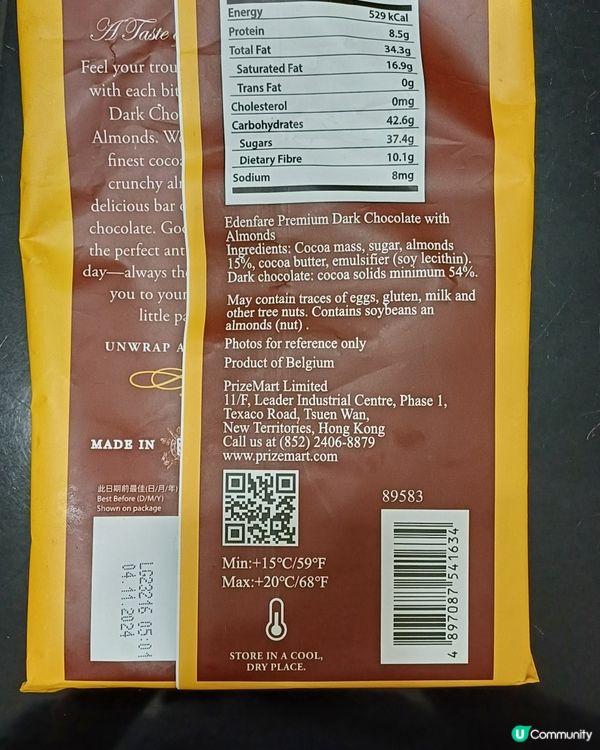 A Taste
Feel your trou
with each bit
Dark Cho
Almonds. We
finest cocoa
crunchy al
delicious bar
chocolate. Go
the perfect ant
day—always th
you to your
little pa
UNWRAP A
MADE IN
此日期前最佳(日/月/年)
Best Before (D/M/Y)
Shown on package
LG23216 05:01
04.11.2024
Energy 529 kCal
Protein 8.5g
Total Fat 34.3g
Saturated Fat 16.9g
Trans Fat 0g
Cholesterol 0mg
Carbohydrates 42.6g
Sugars 37.4g
Dietary Fibre 10.1g
Sodium 8mg
Edenfare Premium Dark Chocolate with
Almonds
Ingredients: Cocoa mass, sugar, almonds
15%, cocoa butter, emulsifier (soy lecithin).
Dark chocolate: cocoa solids minimum 54%.
May contain traces of eggs, gluten, milk and
other tree nuts. Contains soybeans an
almonds (nut) .
Photos for reference only
Product of Belgium
PrizeMart Limited
11/F, Leader Industrial Centre, Phase 1,
Texaco Road, Tsuen Wan,
New Territories, Hong Kong
Call us at (852) 2406-8879
www.prizemart.com
89583
Min:+15°C/59°F
Max:+20°C/68°F
STORE IN A COOL,
DRY PLACE.
4 897087 541634
U Community